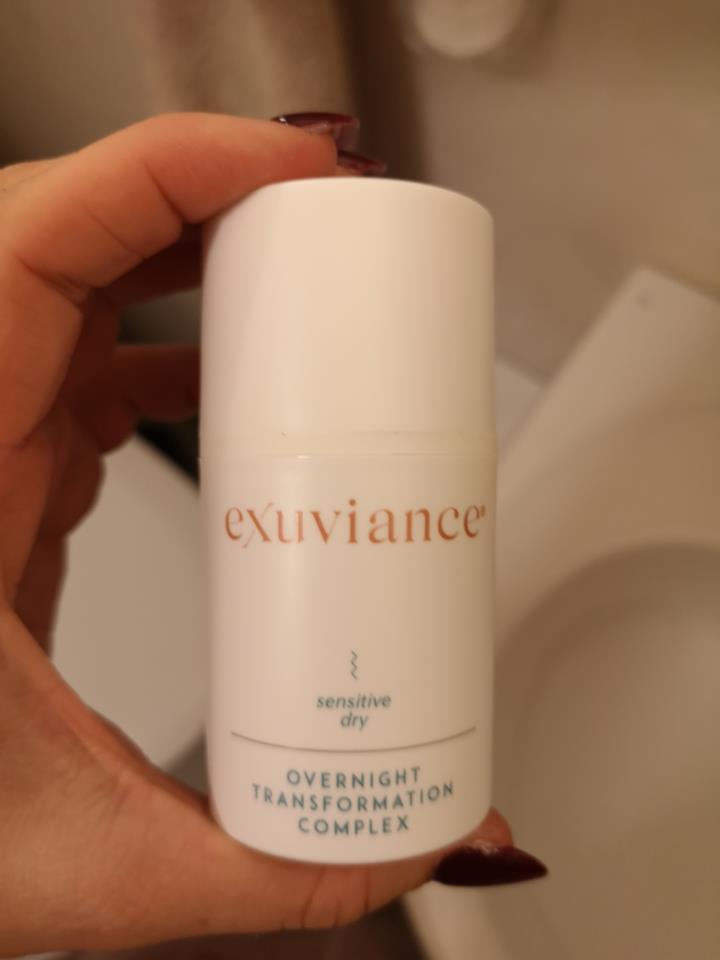 exuviance®
sensitive
dry
OVERNIGHT
TRANSFORMATION
COMPLEX